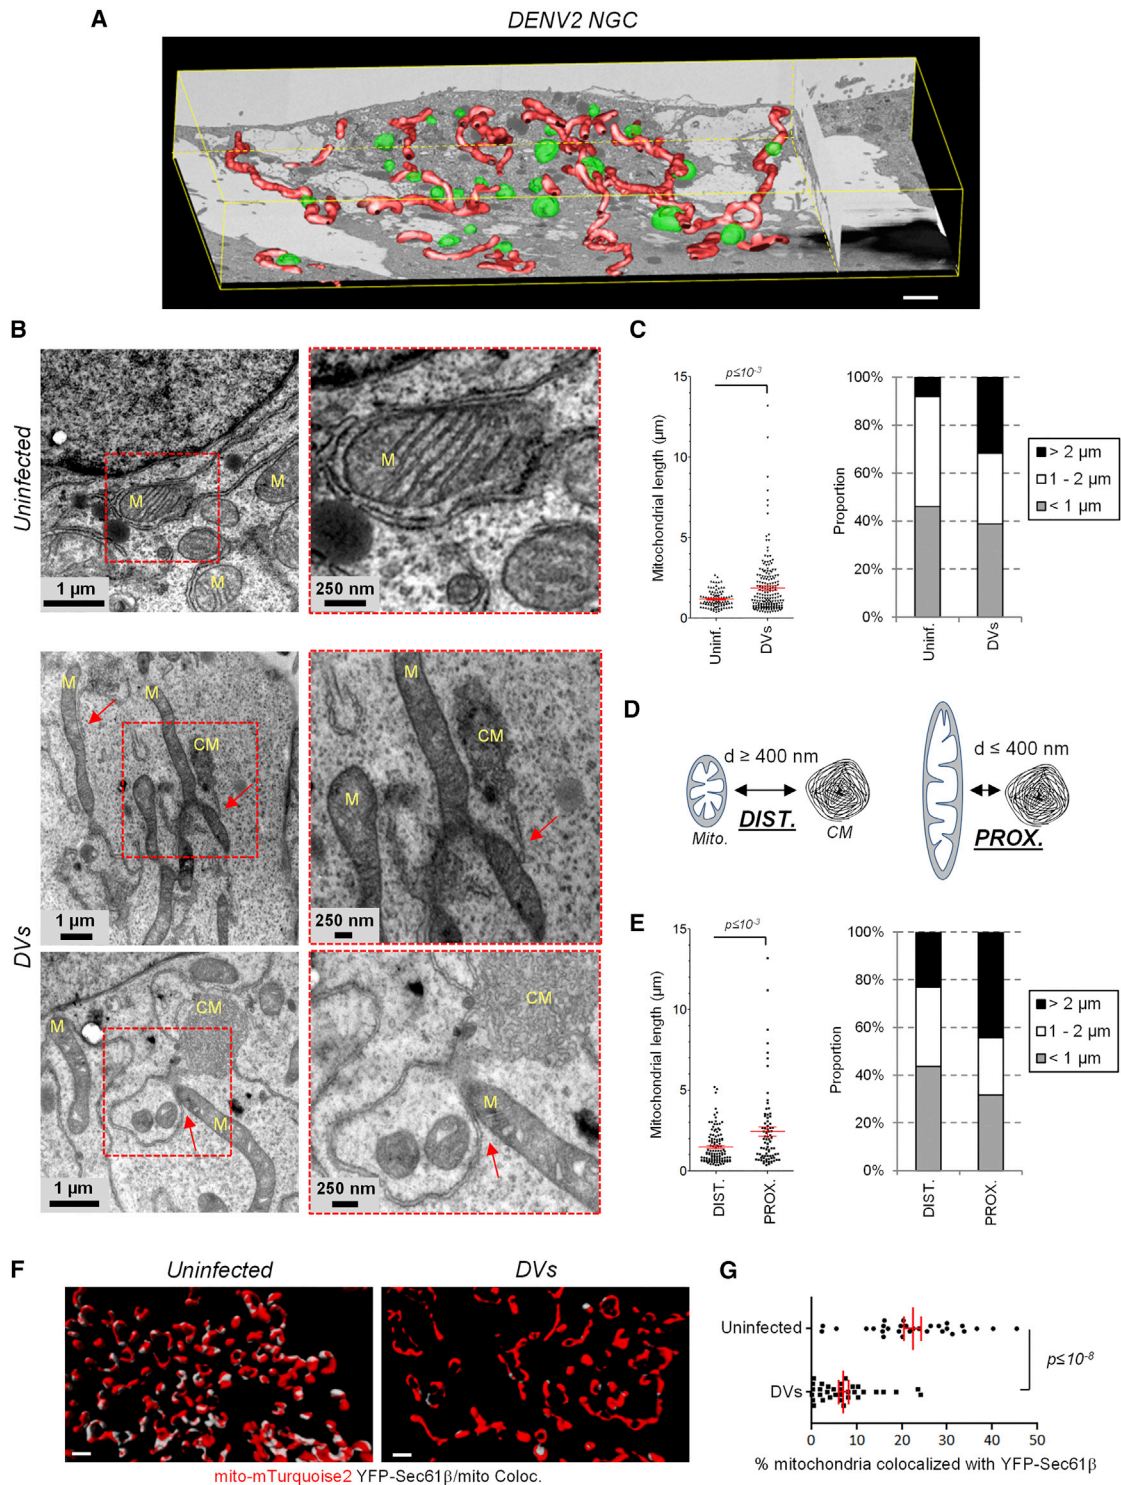 A
DENV2 NGC
B
Uninfected
M
M
M
1 µm
M
250 nm
DVs
M
M
CM
1 µm
M
CM
M
250 nm
M
CM
M
1 µm
CM
M
250 nm
C
p≤10-3
Mitochondrial length (µm)
15
10
5
0
Uninf.
DVs
Proportion
100%
80%
60%
40%
20%
0%
Uninf.
DVs
> 2 µm
1 - 2 µm
< 1 µm
D
d ≥ 400 nm
DIST.
Mito.
CM
d ≤ 400 nm
PROX.
CM
E
p≤10-3
Mitochondrial length (µm)
15
10
5
0
DIST.
PROX.
Proportion
100%
80%
60%
40%
20%
0%
DIST.
PROX.
> 2 µm
1 - 2 µm
< 1 µm
F
Uninfected
DVs
mito-mTurquoise2 YFP-Sec61β/mito Coloc.
G
Uninfected
DVs
p≤10-8
0 10 20 30 40 50
% mitochondria colocalized with YFP-Sec61β